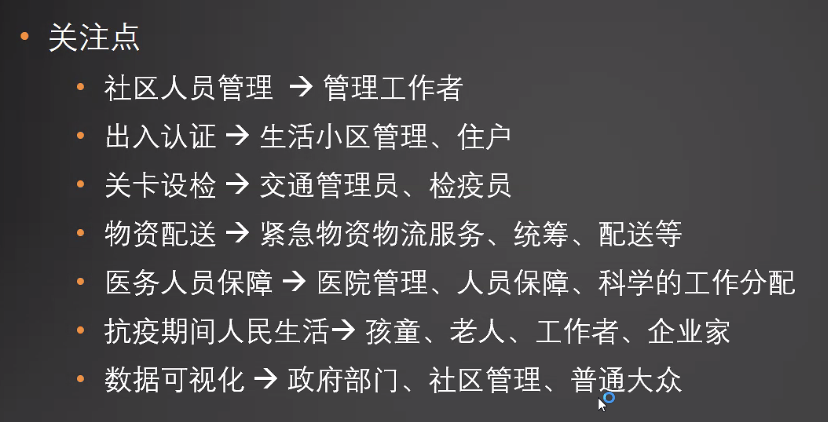 • 关注点
• 社区人员管理 → 管理工作者
• 出入认证 → 生活小区管理、住户
• 关卡设检 → 交通管理员、检疫员
• 物资配送 → 紧急物资物流服务、统筹、配送等
• 医务人员保障 → 医院管理、人员保障、科学的工作分配
• 抗疫期间人民生活→ 孩童、老人、工作者、企业家
• 数据可视化 → 政府部门、社区管理、普通大众